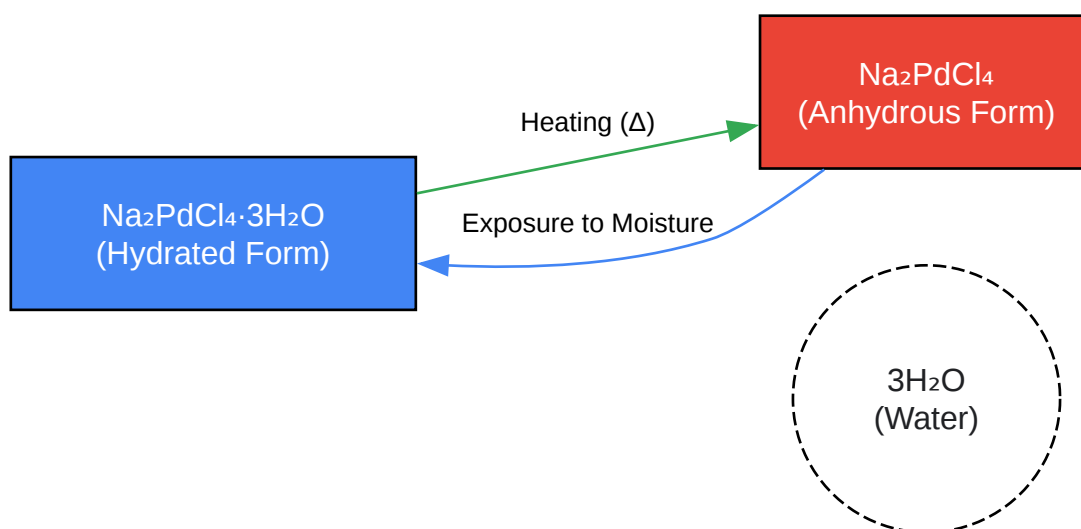 Na₂PdCl₄
(Anhydrous Form)
Heating (Δ)
Na₂PdCl₄·3H₂O
(Hydrated Form)
Exposure to Moisture
3H₂O
(Water)